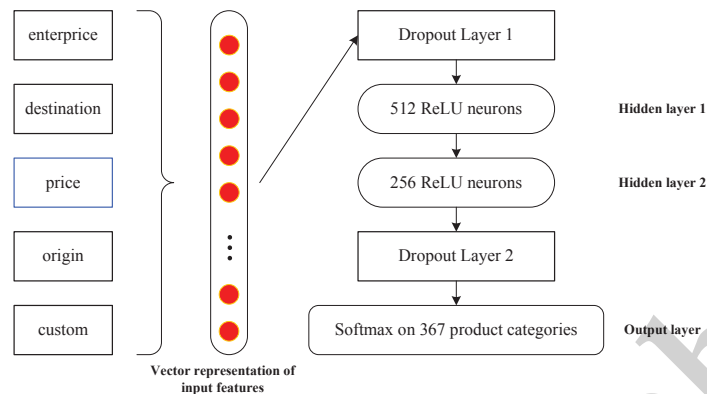 enterprice
destination
price
origin
custom
Vector representation of
input features
Dropout Layer 1
512 ReLU neurons
Hidden layer 1
256 ReLU neurons
Hidden layer 2
Dropout Layer 2
Softmax on 367 product categories
Output layer